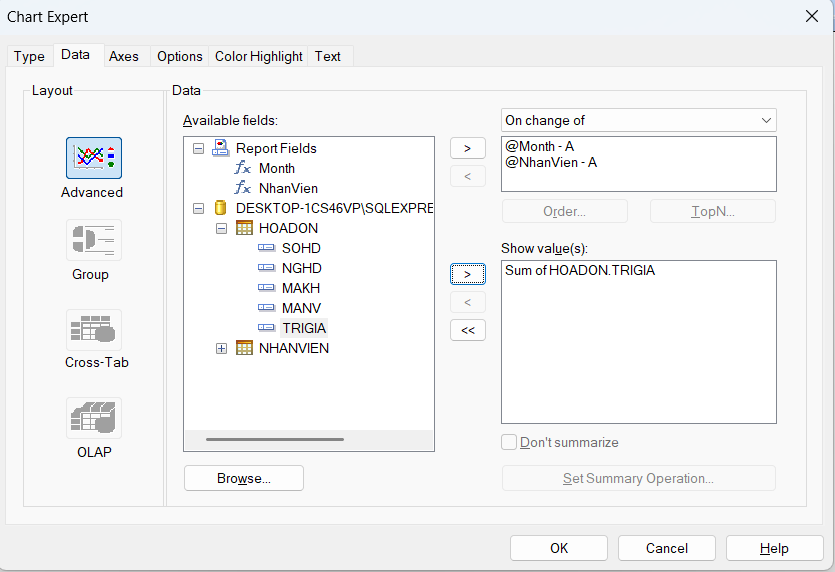 Chart Expert
Type Data Axes Options Color Highlight Text
Layout
Advanced
Group
Cross-Tab
OLAP
Data
Available fields:
Report Fields
fx Month
fx NhanVien
DESKTOP-1CS46VP\SQLEXPRE
HOADON
SOHD
NGHD
MAKH
MANV
TRIGIA
NHANVIEN
Browse...
>
<
On change of
@Month - A
@NhanVien - A
Order... TopN...
Show value(s):
>
<
<<
Sum of HOADON.TRIGIA
Don't summarize
Set Summary Operation...
OK Cancel Help